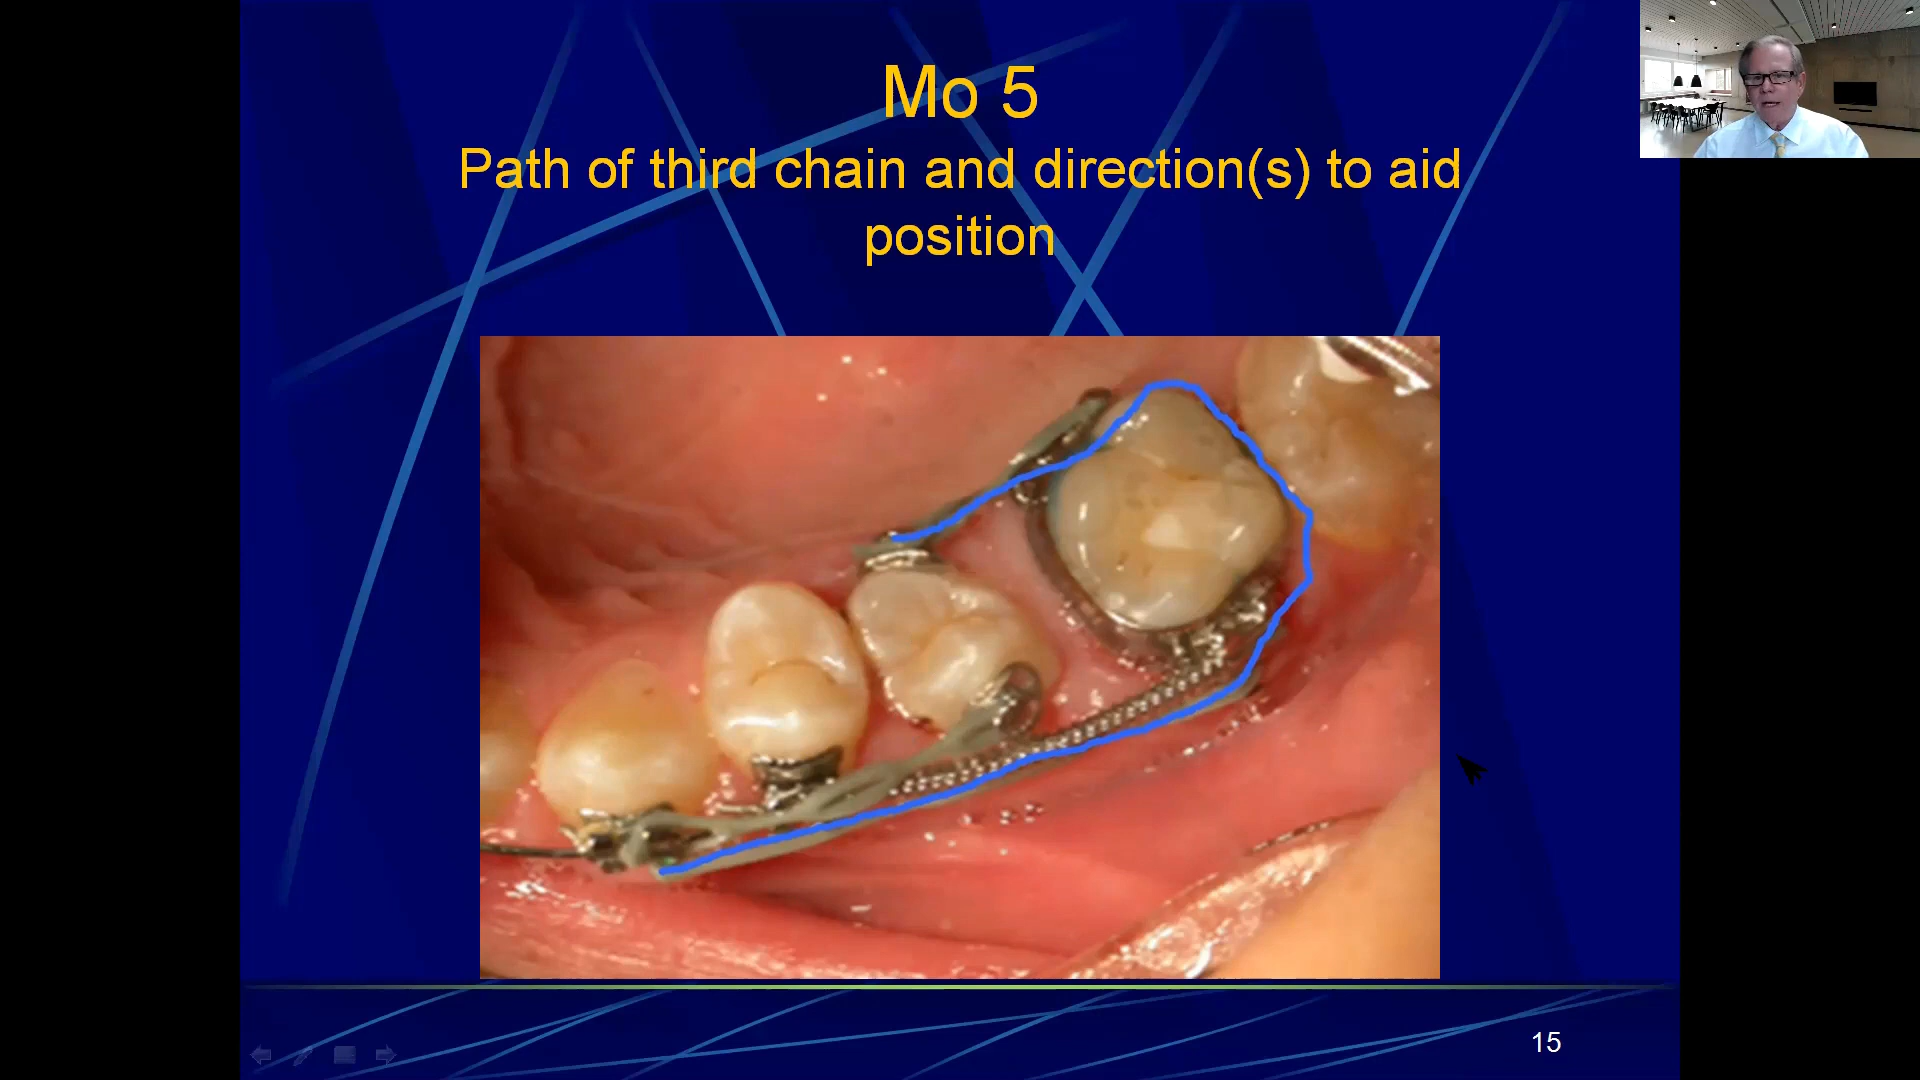 Mo 5
Path of third chain and direction(s) to aid
position
15